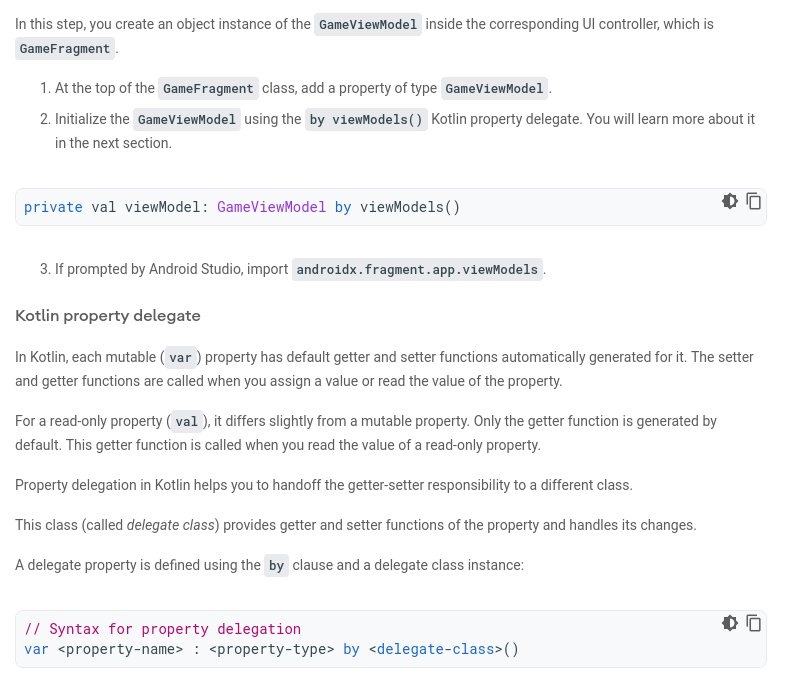 In this step, you create an object instance of the GameViewModel inside the corresponding UI controller, which is
GameFragment.
1. At the top of the GameFragment class, add a property of type GameViewModel.
2. Initialize the GameViewModel using the by viewModels() Kotlin property delegate. You will learn more about it
in the next section.
private val viewModel: GameViewModel by viewModels()
3. If prompted by Android Studio, import androidx.fragment.app.viewModels.
Kotlin property delegate
In Kotlin, each mutable (var) property has default getter and setter functions automatically generated for it. The setter
and getter functions are called when you assign a value or read the value of the property.
For a read-only property (val), it differs slightly from a mutable property. Only the getter function is generated by
default. This getter function is called when you read the value of a read-only property.
Property delegation in Kotlin helps you to handoff the getter-setter responsibility to a different class.
This class (called delegate class) provides getter and setter functions of the property and handles its changes.
A delegate property is defined using the by clause and a delegate class instance:
// Syntax for property delegation
var <property-name> : <property-type> by <delegate-class>()